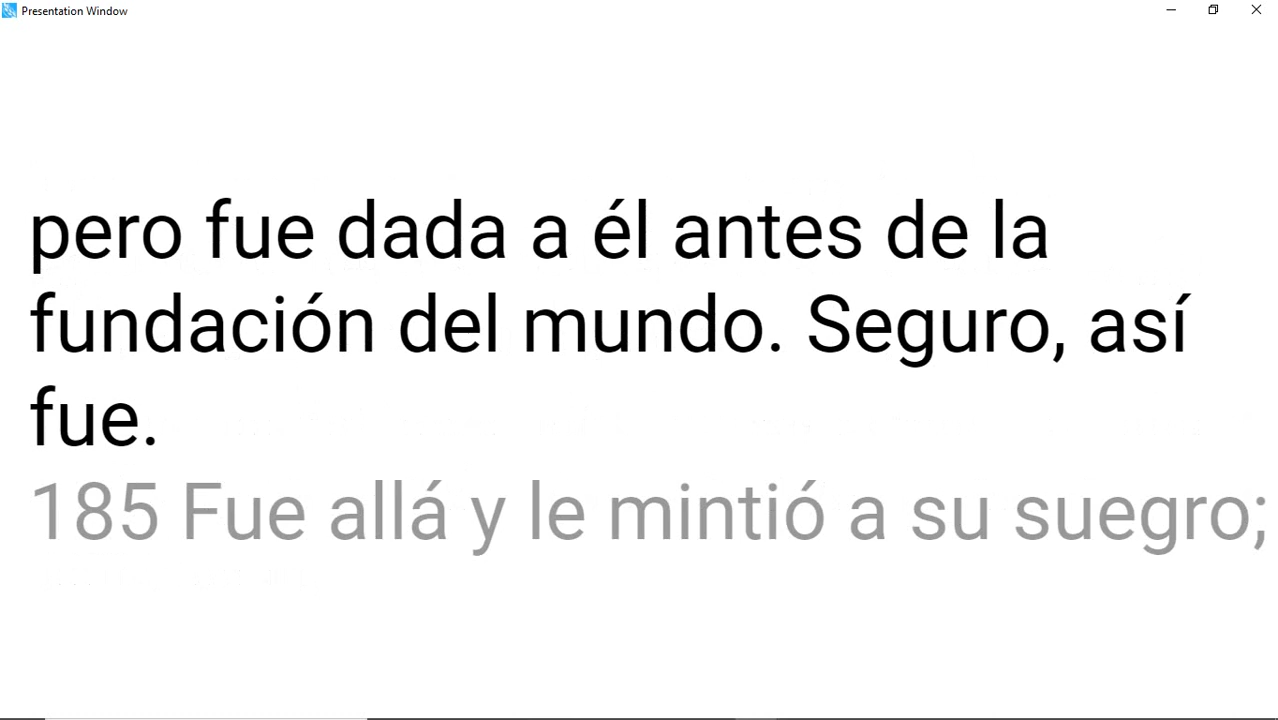 Presentation Window
pero fue dada a él antes de la
fundación del mundo. Seguro, así
fue.
185 Fue allá y le mintió a su suegro;